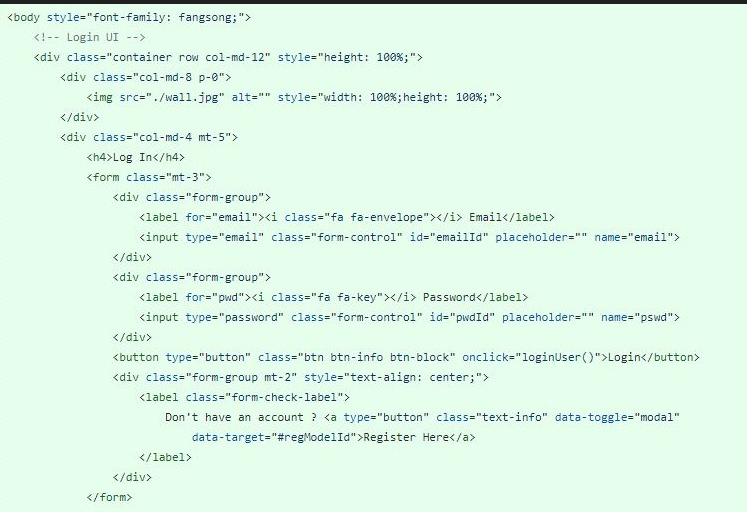 <body style="font-family: fangsong;">
<!-- Login UI -->
<div class="container row col-md-12" style="height: 100%;">
<div class="col-md-8 p-0">
<img src="./wall.jpg" alt="" style="width: 100%;height: 100%;">
</div>
<div class="col-md-4 mt-5">
<h4>Log In</h4>
<form class="mt-3">
<div class="form-group">
<label for="email"><i class="fa fa-envelope"></i> Email</label>
<input type="email" class="form-control" id="emailId" placeholder="" name="email">
</div>
<div class="form-group">
<label for="pwd"><i class="fa fa-key"></i> Password</label>
<input type="password" class="form-control" id="pwdId" placeholder="" name="pswd">
</div>
<button type="button" class="btn btn-info btn-block" onclick="loginUser()">Login</button>
<div class="form-group mt-2" style="text-align: center;">
<label class="form-check-label">
Don't have an account ? <a type="button" class="text-info" data-toggle="modal"
data-target="#regModelId">Register Here</a>
</label>
</div>
</form>